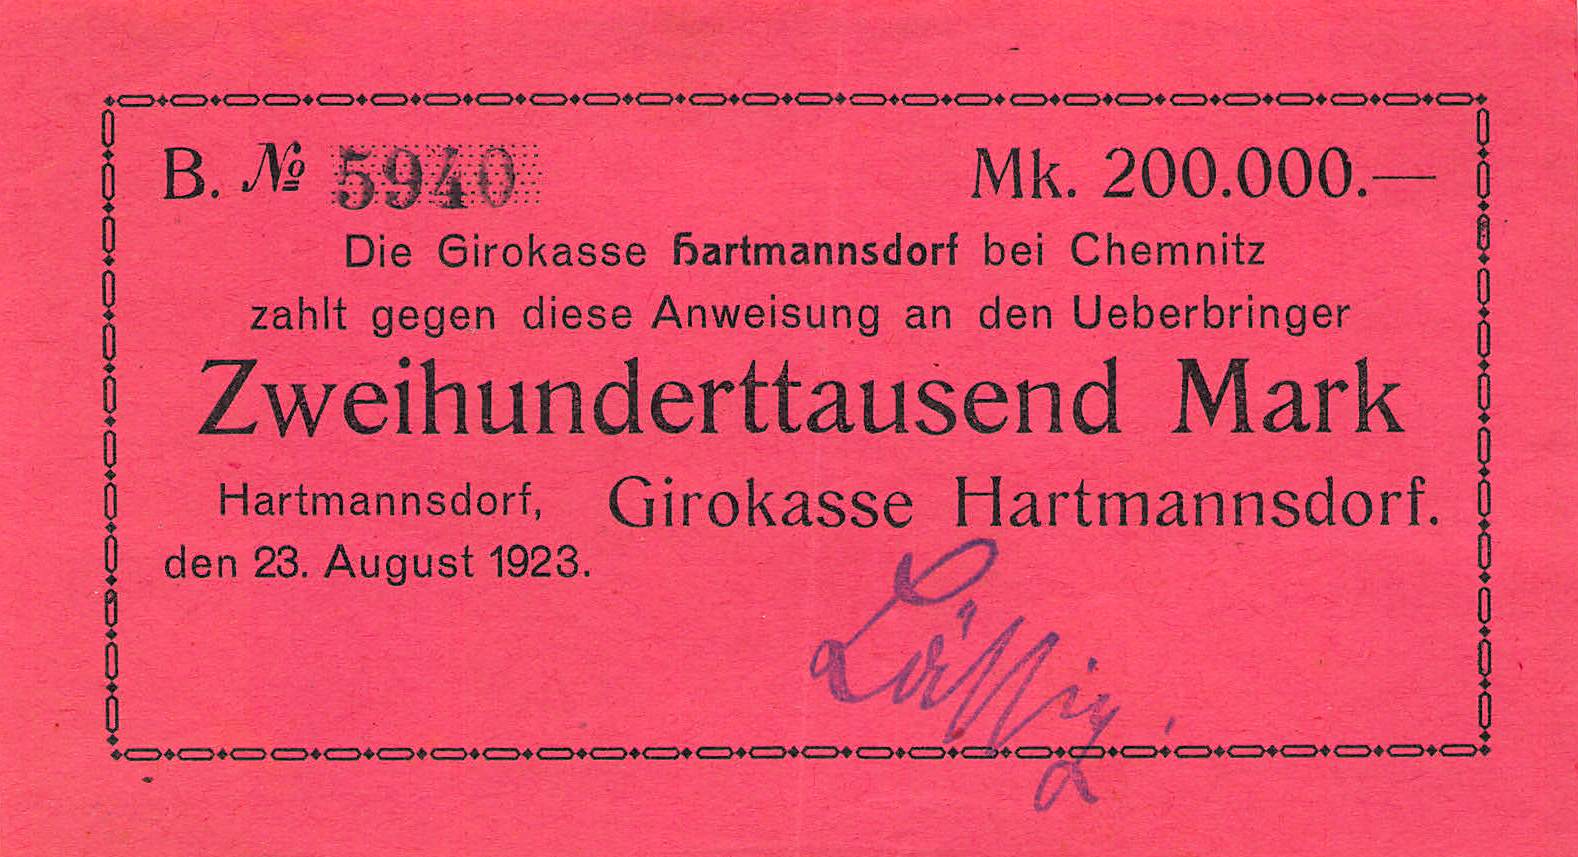 B. № 5940 Mk. 200.000.—
Die Girokasse Hartmannsdorf bei Chemnitz
zahlt gegen diese Anweisung an den Ueberbringer
Zweihunderttausend Mark
Hartmannsdorf, Girokasse Hartmannsdorf.
den 23. August 1923.
Lässig.